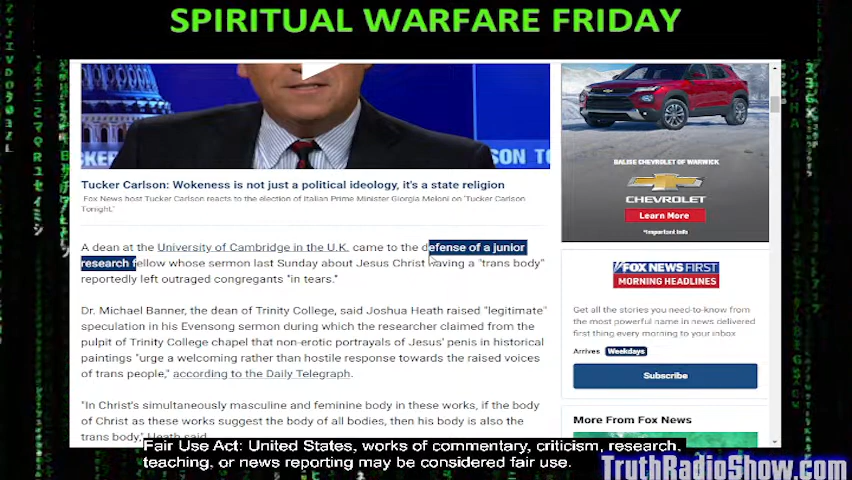 SPIRITUAL WARFARE FRIDAY
Tucker Carlson: Wokeness is not just a political ideology, it's a state religion
Fox News host Tucker Carlson reacts to the election of Italian Prime Minister Giorgia Meloni on 'Tucker Carlson
Tonight.'
A dean at the University of Cambridge in the U.K. came to the defense of a junior
research fellow whose sermon last Sunday about Jesus Christ having a "trans body"
reportedly left outraged congregants "in tears."
Dr. Michael Banner, the dean of Trinity College, said Joshua Heath raised "legitimate"
speculation in his Evensong sermon during which the researcher claimed from the
pulpit of Trinity College chapel that non-erotic portrayals of Jesus' penis in historical
paintings "urge a welcoming rather than hostile response towards the raised voices
of trans people," according to the Daily Telegraph.
"In Christ's simultaneously masculine and feminine body in these works, if the body
of Christ as these works suggest the body of all bodies, then his body is also the
trans body," Heath said
BALISE CHEVROLET OF WARWICK
CHEVROLET
Learn More
*Important Info
FOX NEWS FIRST
MORNING HEADLINES
Get all the stories you need-to-know from
the most powerful name in news delivered
first thing every morning to your inbox
Arrives Weekdays
Subscribe
More From Fox News
Fair Use Act: United States, works of commentary, criticism, research,
teaching, or news reporting may be considered fair use.
TruthRadioShow.com